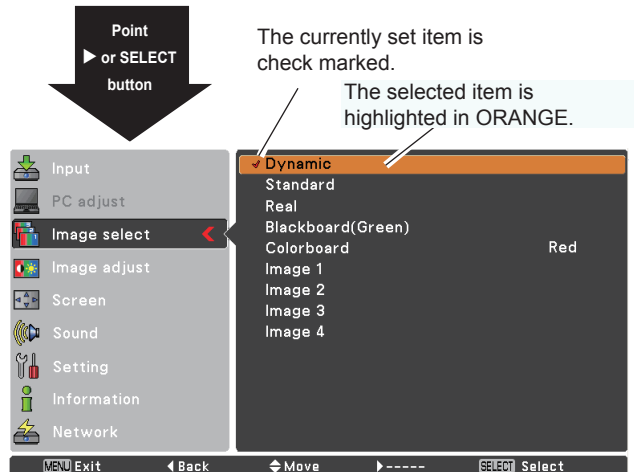 Point
▶ or SELECT
button
The currently set item is
check marked.
The selected item is
highlighted in ORANGE.
Input
PC adjust
Image select
Image adjust
Screen
Sound
Setting
Information
Network
✓ Dynamic
Standard
Real
Blackboard(Green)
Colorboard Red
Image 1
Image 2
Image 3
Image 4
MENU Exit ◀ Back ◆ Move ▶ ----- SELECT Select